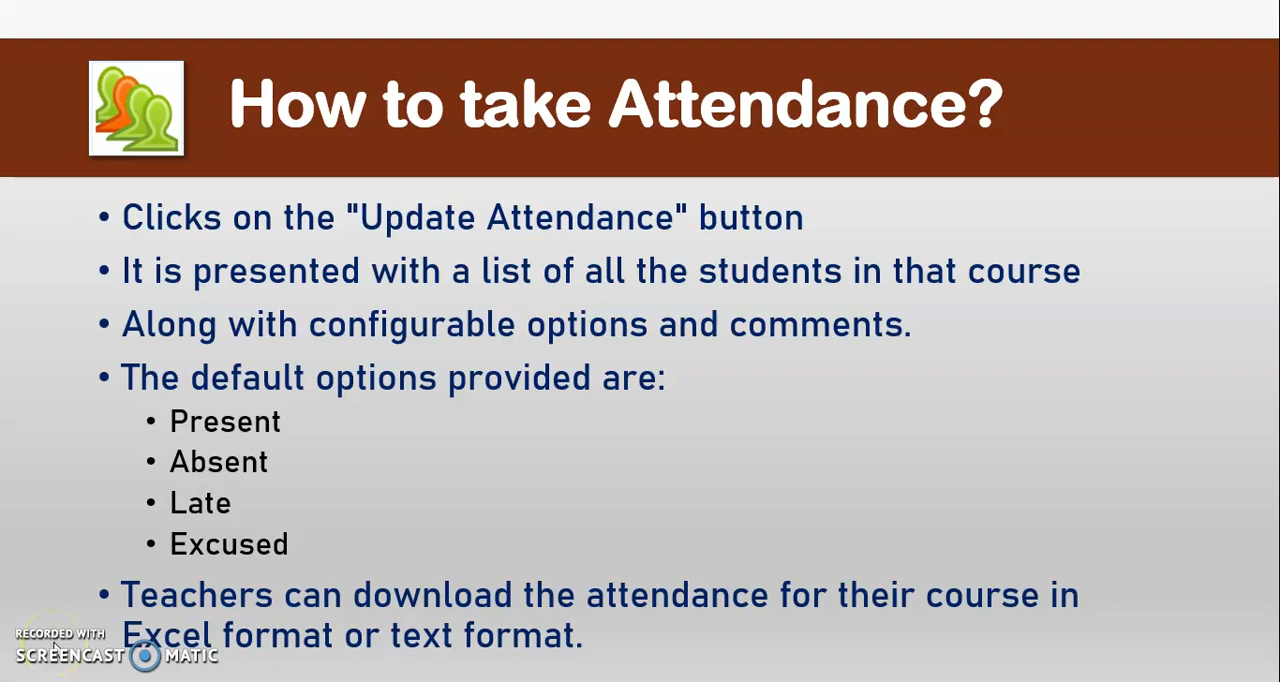 How to take Attendance?
• Clicks on the "Update Attendance" button
• It is presented with a list of all the students in that course
• Along with configurable options and comments.
• The default options provided are:
• Present
• Absent
• Late
• Excused
• Teachers can download the attendance for their course in
Excel format or text format.
RECORDED WITH
SCREENCAST MATIC